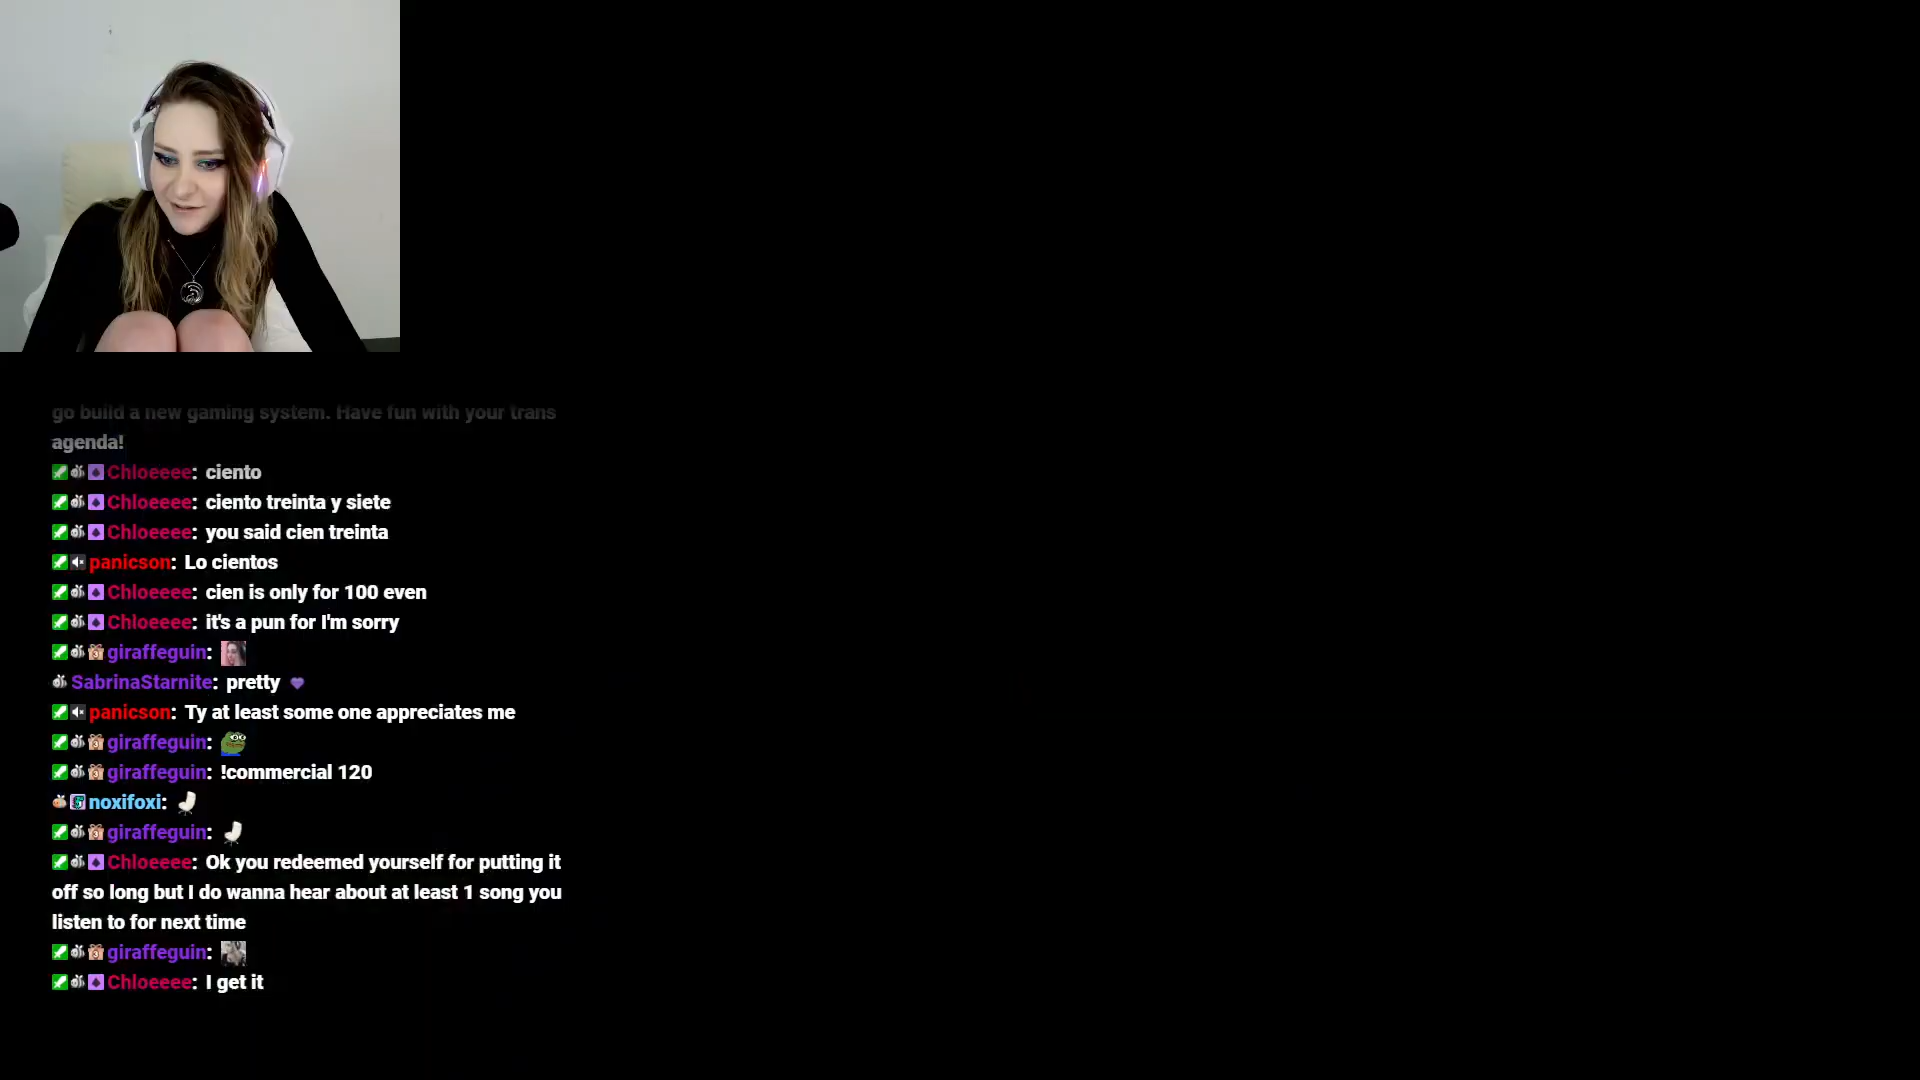 go build a new gaming system. Have fun with your trans
agenda!
Chloeeee: ciento
Chloeeee: ciento treinta y siete
Chloeeee: you said cien treinta
panicson: Lo cientos
Chloeeee: cien is only for 100 even
Chloeeee: it's a pun for I'm sorry
giraffeguin:
SabrinaStarnite: pretty 💜
panicson: Ty at least some one appreciates me
giraffeguin:
giraffeguin: !commercial 120
noxifoxi:
giraffeguin:
Chloeeee: Ok you redeemed yourself for putting it
off so long but I do wanna hear about at least 1 song you
listen to for next time
giraffeguin:
Chloeeee: I get it